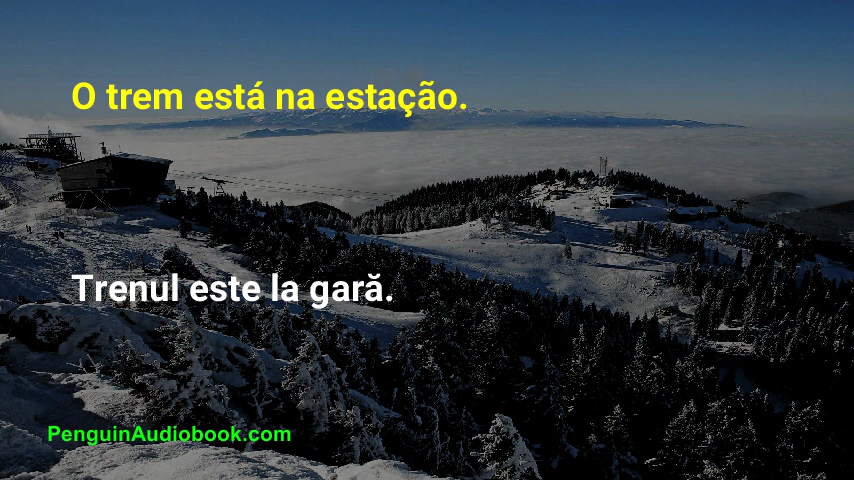 O trem está na estação.
Trenul este la gară.
PenguinAudiobook.com